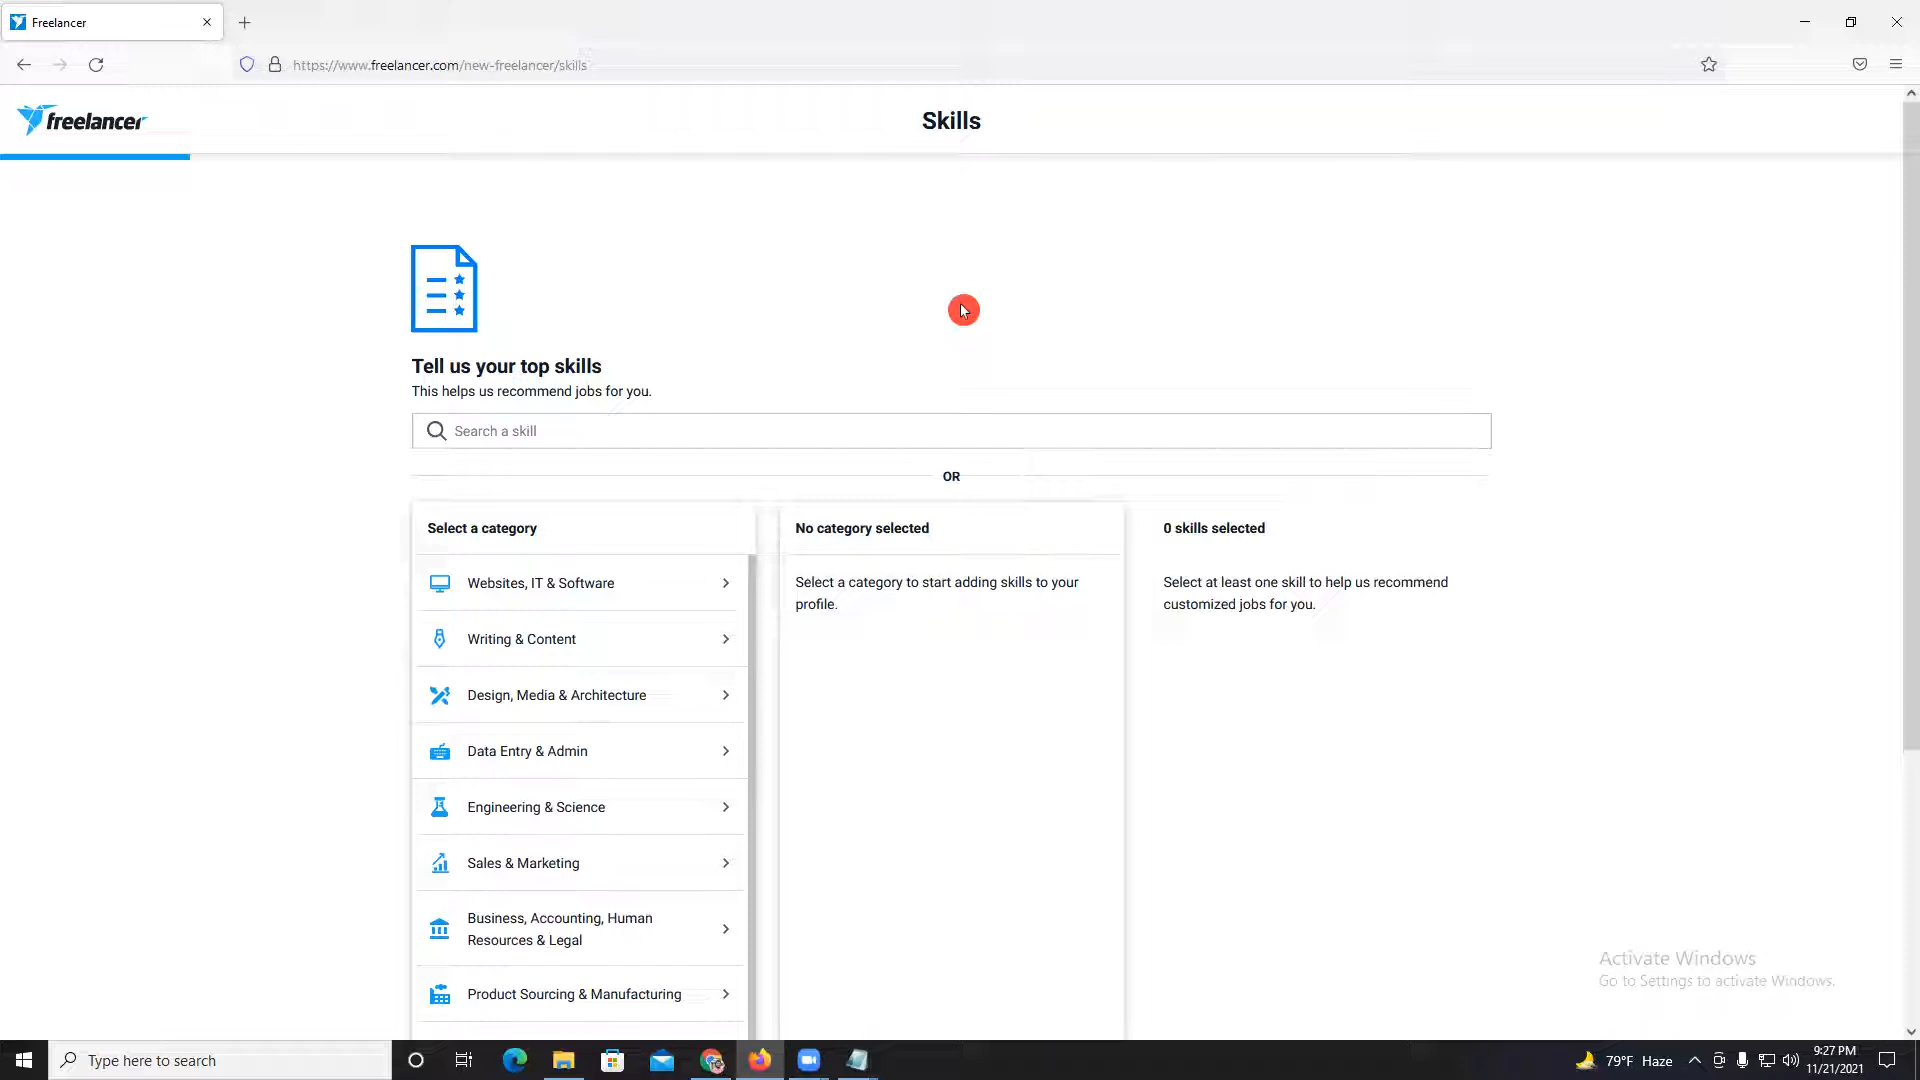 Freelancer
https://www.freelancer.com/new-freelancer/skills
freelancer
Skills
Tell us your top skills
This helps us recommend jobs for you.
Search a skill
OR
Select a category
Websites, IT & Software
Writing & Content
Design, Media & Architecture
Data Entry & Admin
Engineering & Science
Sales & Marketing
Business, Accounting, Human
Resources & Legal
Product Sourcing & Manufacturing
No category selected
Select a category to start adding skills to your
profile.
0 skills selected
Select at least one skill to help us recommend
customized jobs for you.
Activate Windows
Go to Settings to activate Windows.
Type here to search
79°F Haze
9:27 PM
11/21/2021